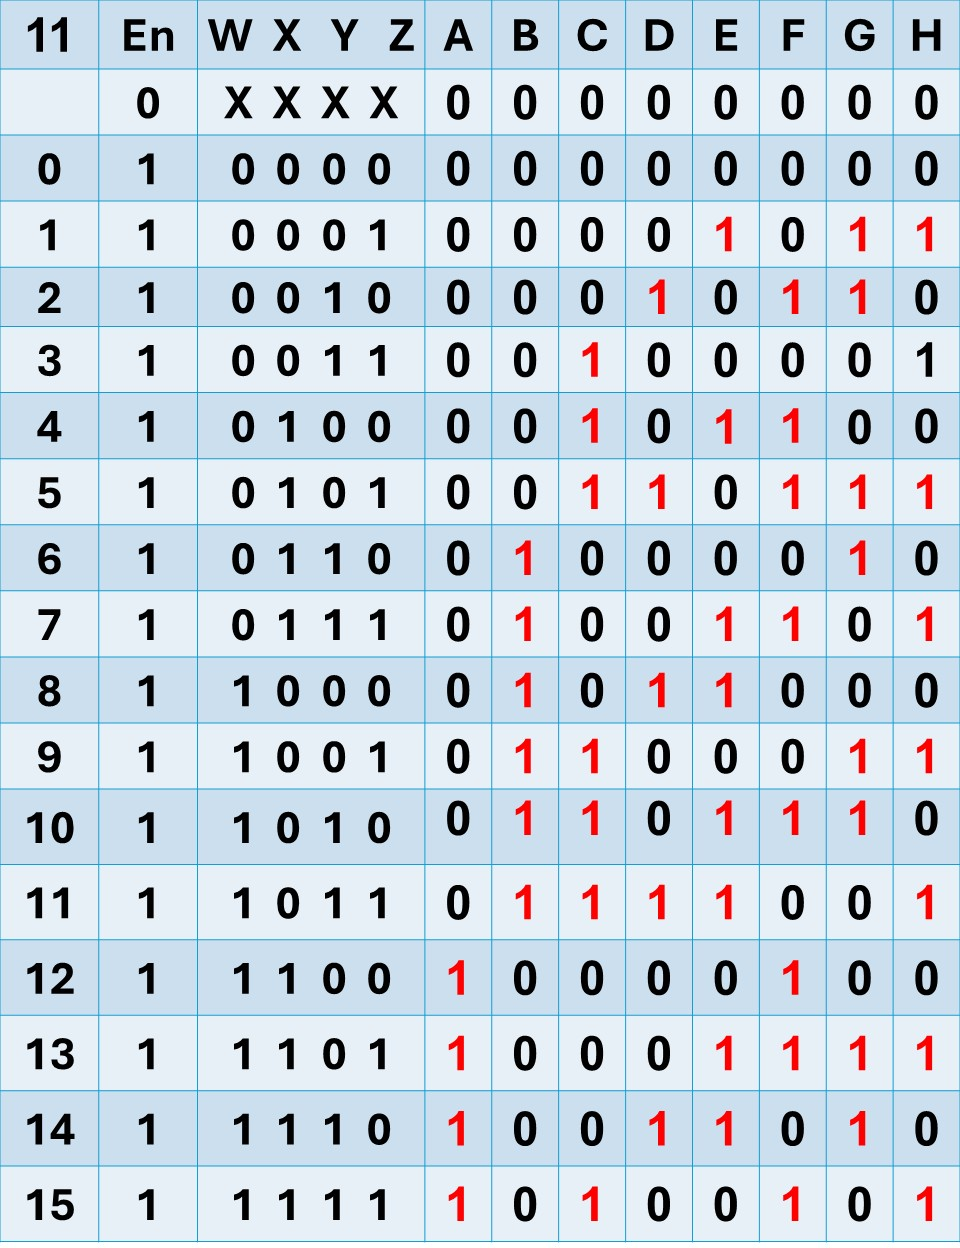 11 En W X Y Z A B C D E F G H
0 X X X X 0 0 0 0 0 0 0 0
0 1 0 0 0 0 0 0 0 0 0 0 0 0
1 1 0 0 0 1 0 0 0 0 1 0 1 1
2 1 0 0 1 0 0 0 0 1 0 1 1 0
3 1 0 0 1 1 0 0 1 0 0 0 0 1
4 1 0 1 0 0 0 0 1 0 1 1 0 0
5 1 0 1 0 1 0 0 1 1 0 1 1 1
6 1 0 1 1 0 0 1 0 0 0 0 1 0
7 1 0 1 1 1 0 1 0 0 1 1 0 1
8 1 1 0 0 0 0 1 0 1 1 0 0 0
9 1 1 0 0 1 0 1 1 0 0 0 1 1
10 1 1 0 1 0 0 1 1 0 1 1 1 0
11 1 1 0 1 1 0 1 1 1 1 0 0 1
12 1 1 1 0 0 1 0 0 0 0 1 0 0
13 1 1 1 0 1 1 0 0 0 1 1 1 1
14 1 1 1 1 0 1 0 0 1 1 0 1 0
15 1 1 1 1 1 1 0 1 0 0 1 0 1